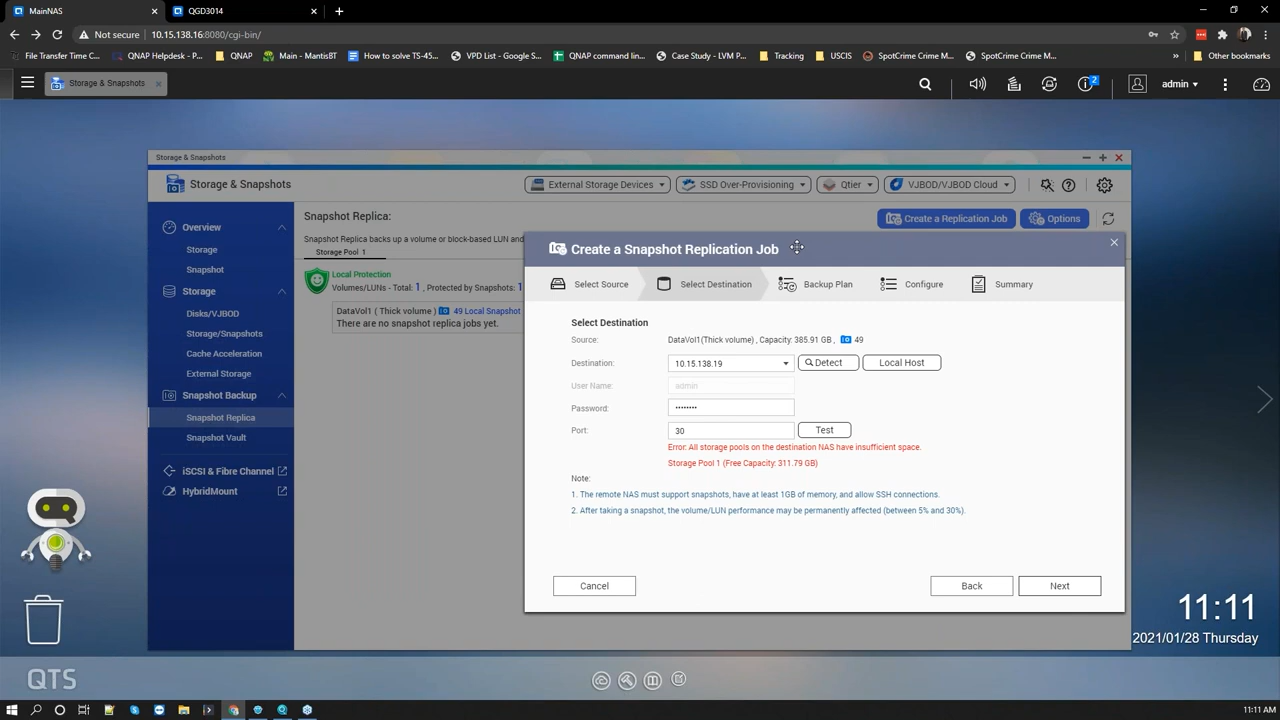 MainNAS
QGD3014
Not secure
10.15.138.16:8080/cgi-bin/
File Transfer Time C...
QNAP Helpdesk - P...
QNAP
Main - MantisBT
How to solve TS-45...
VPD List - Google S...
QNAP command lin...
Case Study - LVM P...
Tracking
USCIS
SpotCrime Crime M...
SpotCrime Crime M...
»
Other bookmarks
Storage & Snapshots
2
admin
Storage & Snapshots
Storage & Snapshots
External Storage Devices
SSD Over-Provisioning
Qtier
VJBOD/VJBOD Cloud
Overview
Storage
Snapshot
Storage
Disks/VJBOD
Storage/Snapshots
Cache Acceleration
External Storage
Snapshot Backup
Snapshot Replica
Snapshot Vault
iSCSI & Fibre Channel
HybridMount
Snapshot Replica:
Create a Replication Job
Options
Snapshot Replica backs up a volume or block-based LUN and
Storage Pool 1
Local Protection
Volumes/LUNs - Total: 1 , Protected by Snapshots: 1
DataVol1 ( Thick volume ) 49 Local Snapshot
There are no snapshot replica jobs yet.
Create a Snapshot Replication Job
Select Source
Select Destination
Backup Plan
Configure
Summary
Select Destination
Source: DataVol1(Thick volume) , Capacity: 385.91 GB , 49
Destination: 10.15.138.19 Detect Local Host
User Name: admin
Password: ••••••••
Port: 30 Test
Error: All storage pools on the destination NAS have insufficient space.
Storage Pool 1 (Free Capacity: 311.79 GB)
Note:
1. The remote NAS must support snapshots, have at least 1GB of memory, and allow SSH connections.
2. After taking a snapshot, the volume/LUN performance may be permanently affected (between 5% and 30%).
Cancel
Back
Next
11:11
2021/01/28 Thursday
QTS
11:11 AM